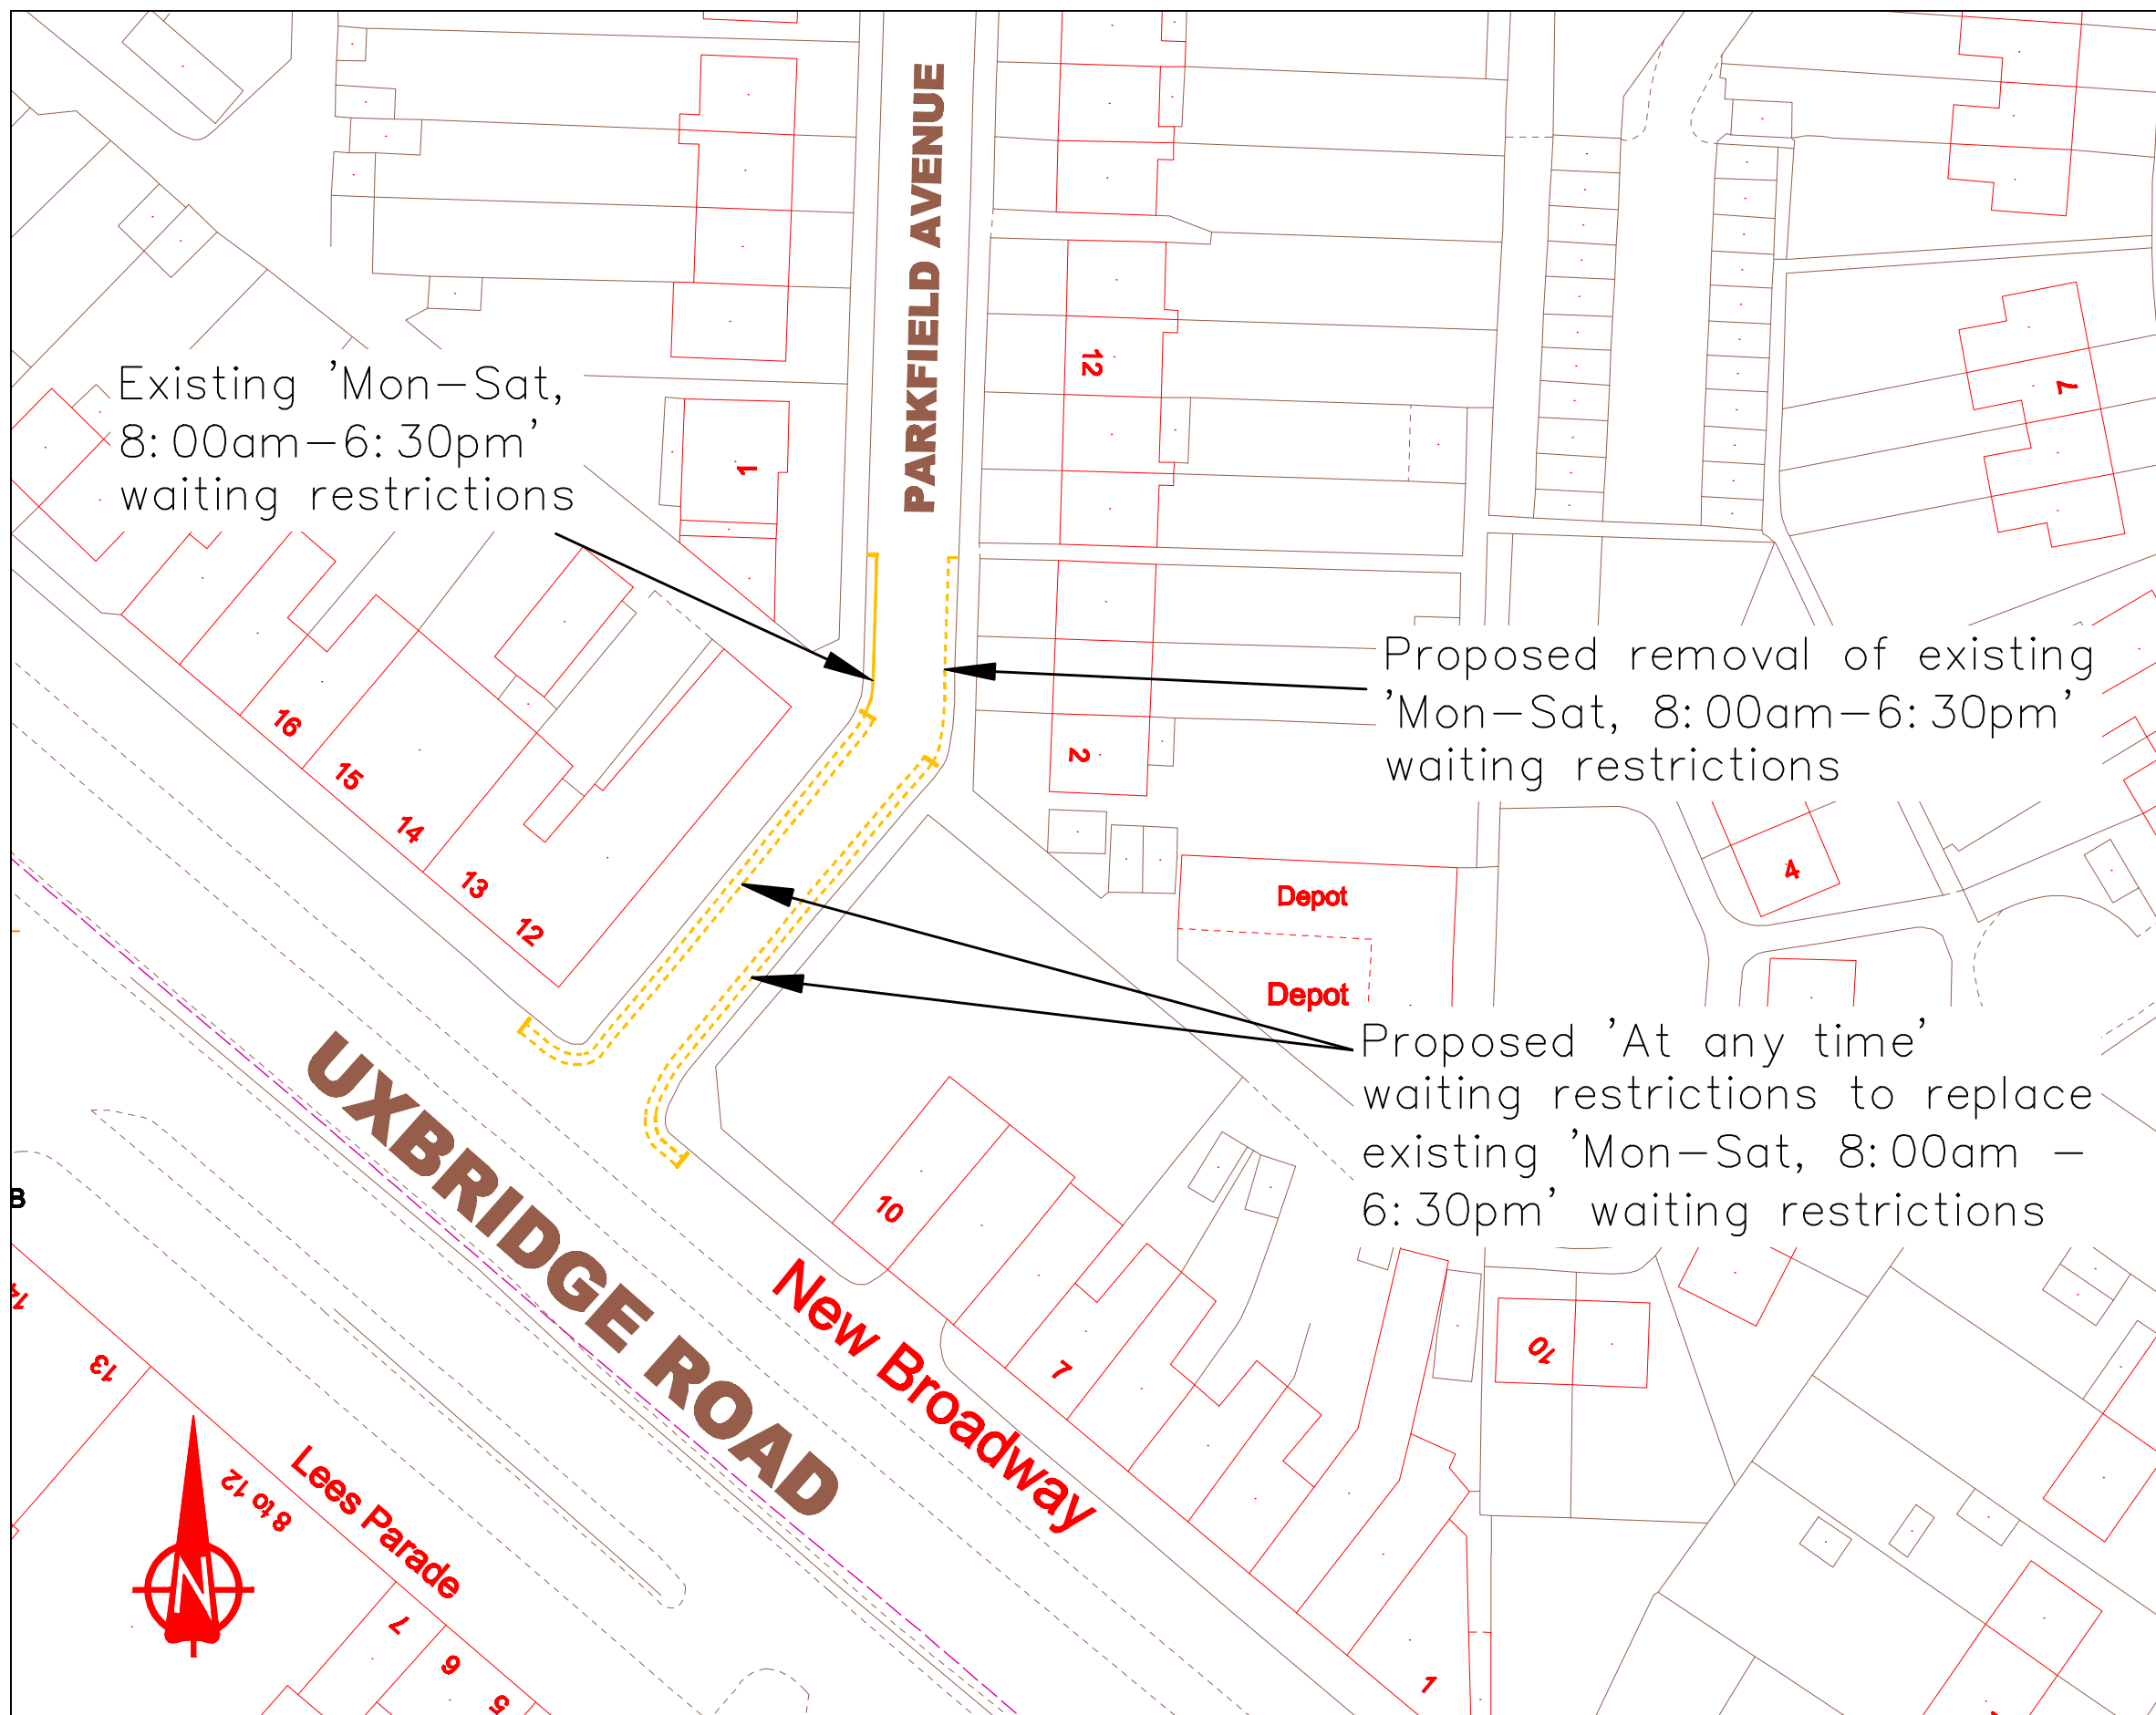 PARKFIELD AVENUE
12
7
Existing 'Mon-Sat,
8:00am-6:30pm'
waiting restrictions
1
Proposed removal of existing
'Mon-Sat, 8:00am-6:30pm'
waiting restrictions
16
15
14
13
12
2
4
Depot
Depot
Proposed 'At any time'
waiting restrictions to replace
existing 'Mon-Sat, 8:00am -
6:30pm' waiting restrictions
UXBRIDGE ROAD
B
10
New Broadway
7
10
14
13
8 to 12
Lees Parade
N
7
6
5
1